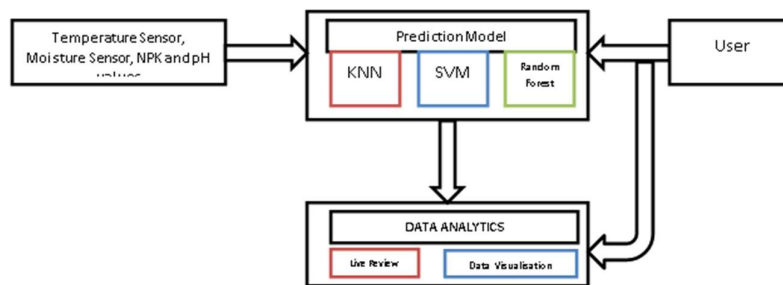 Temperature Sensor,
Moisture Sensor, NPK and pH
Prediction Model
KNN
SVM
Random
Forest
User
DATA ANALYTICS
Live Review
Data Visualisation